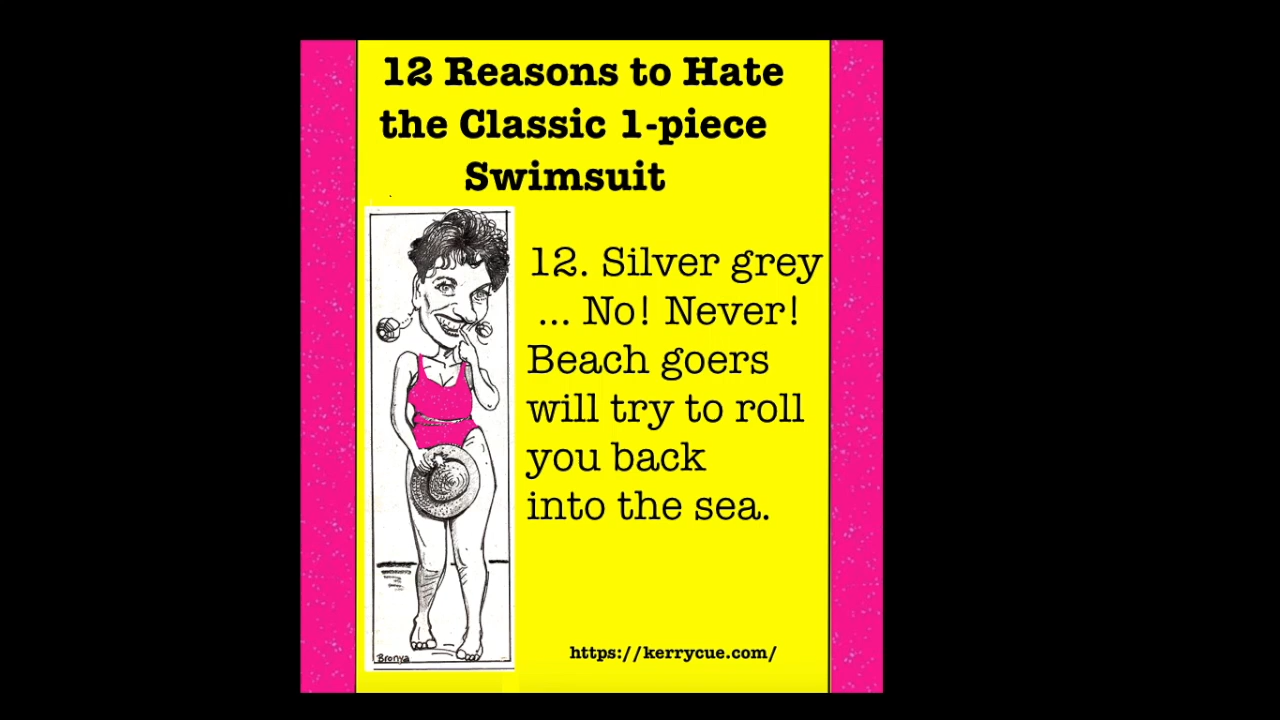 12 Reasons to Hate
the Classic 1-piece
Swimsuit
12. Silver grey
... No! Never!
Beach goers
will try to roll
you back
into the sea.
https://kerrycue.com/
Bronya